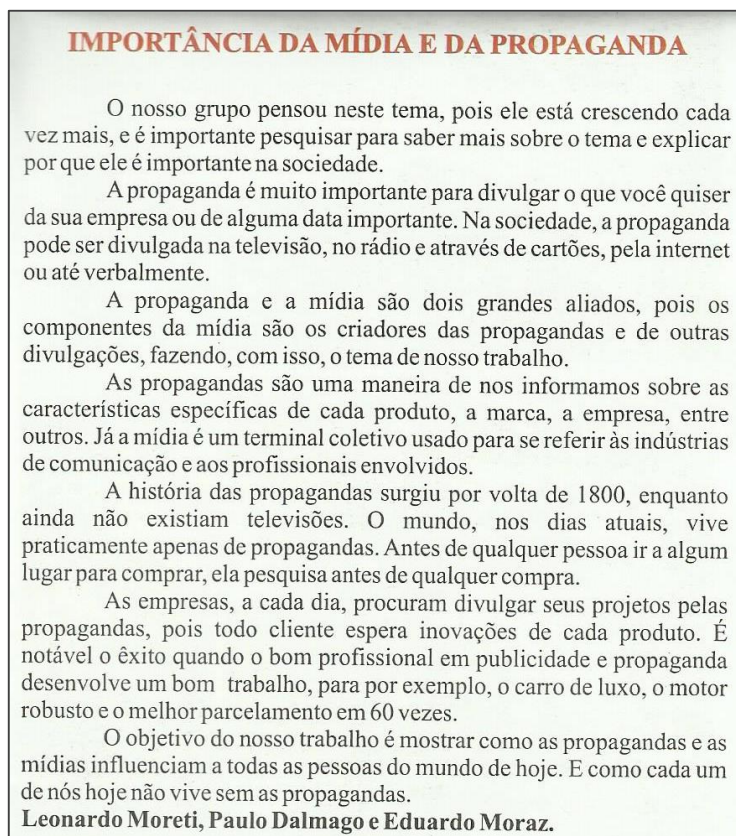 IMPORTÂNCIA DA MÍDIA E DA PROPAGANDA
O nosso grupo pensou neste tema, pois ele está crescendo cada
vez mais, e é importante pesquisar para saber mais sobre o tema e explicar
por que ele é importante na sociedade.
A propaganda é muito importante para divulgar o que você quiser
da sua empresa ou de alguma data importante. Na sociedade, a propaganda
pode ser divulgada na televisão, no rádio e através de cartões, pela internet
ou até verbalmente.
A propaganda e a mídia são dois grandes aliados, pois os
componentes da mídia são os criadores das propagandas e de outras
divulgações, fazendo, com isso, o tema de nosso trabalho.
As propagandas são uma maneira de nos informamos sobre as
características específicas de cada produto, a marca, a empresa, entre
outros. Já a mídia é um terminal coletivo usado para se referir às indústrias
de comunicação e aos profissionais envolvidos.
A história das propagandas surgiu por volta de 1800, enquanto
ainda não existiam televisões. O mundo, nos dias atuais, vive
praticamente apenas de propagandas. Antes de qualquer pessoa ir a algum
lugar para comprar, ela pesquisa antes de qualquer compra.
As empresas, a cada dia, procuram divulgar seus projetos pelas
propagandas, pois todo cliente espera inovações de cada produto. É
notável o êxito quando o bom profissional em publicidade e propaganda
desenvolve um bom trabalho, para por exemplo, o carro de luxo, o motor
robusto e o melhor parcelamento em 60 vezes.
O objetivo do nosso trabalho é mostrar como as propagandas e as
mídias influenciam a todas as pessoas do mundo de hoje. E como cada um
de nós hoje não vive sem as propagandas.
Leonardo Moreti, Paulo Dalmago e Eduardo Moraz.